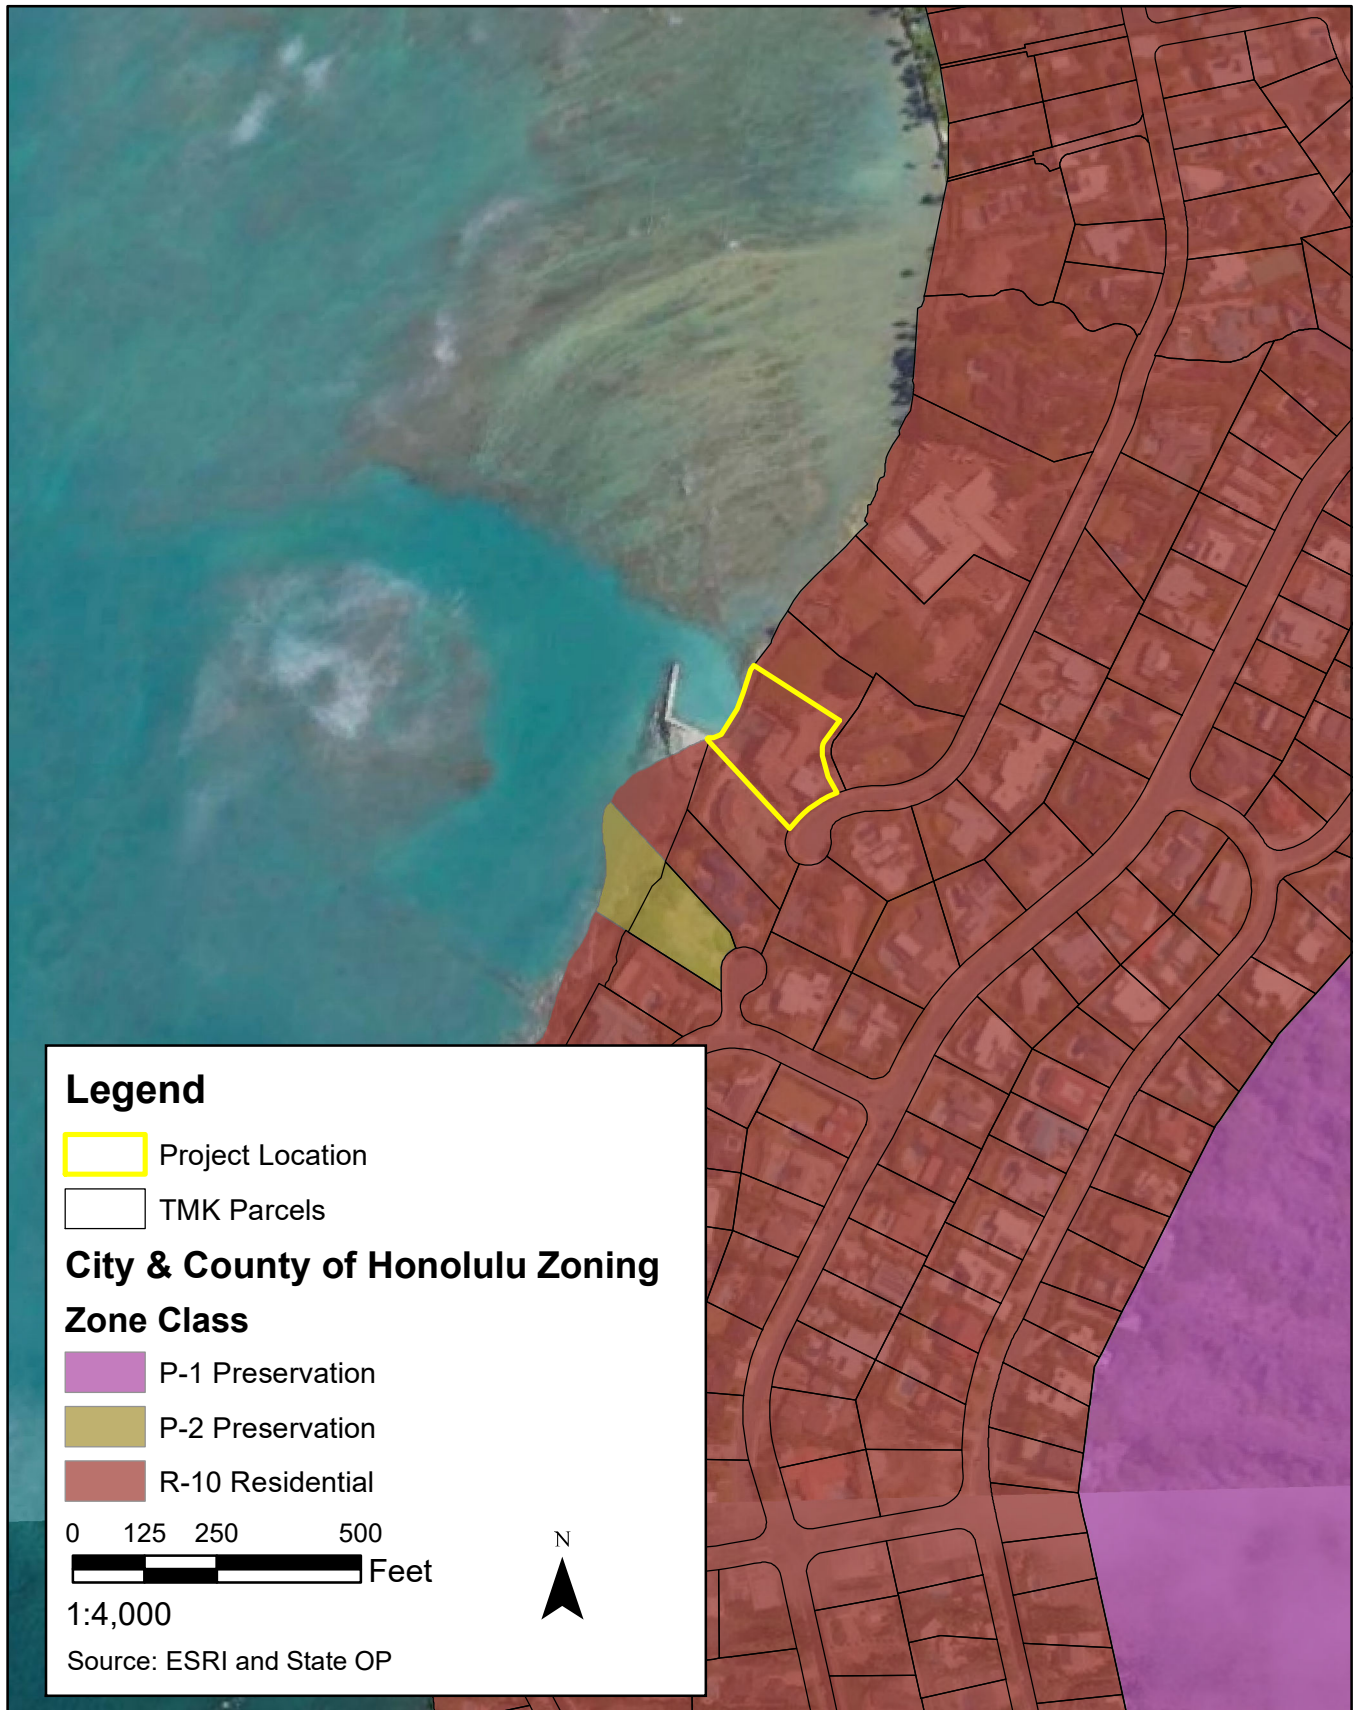 Legend
Project Location
TMK Parcels
City & County of Honolulu Zoning
Zone Class
P-1 Preservation
P-2 Preservation
R-10 Residential
0 125 250 500
Feet
N
1:4,000
Source: ESRI and State OP